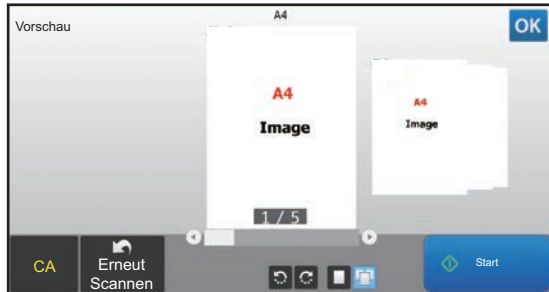 Vorschau
A4
OK
A4
Image
A4
Image
1 / 5
CA
Erneut
Scannen
Start